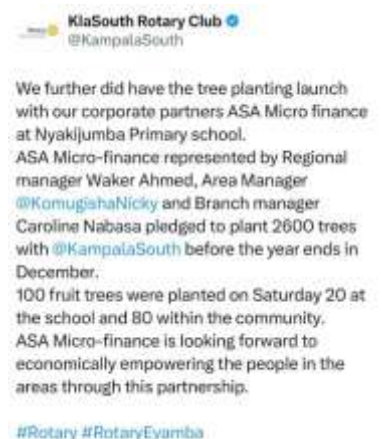 KlaSouth Rotary Club
@KampalaSouth
We further did have the tree planting launch
with our corporate partners ASA Micro finance
at Nyakijumba Primary school.
ASA Micro-finance represented by Regional
manager Waker Ahmed, Area Manager
@KomugishaNicky and Branch manager
Caroline Nabasa pledged to plant 2600 trees
with @KampalaSouth before the year ends in
December.
100 fruit trees were planted on Saturday 20 at
the school and 80 within the community.
ASA Micro-finance is looking forward to
economically empowering the people in the
areas through this partnership.
#Rotary #RotaryEyamba